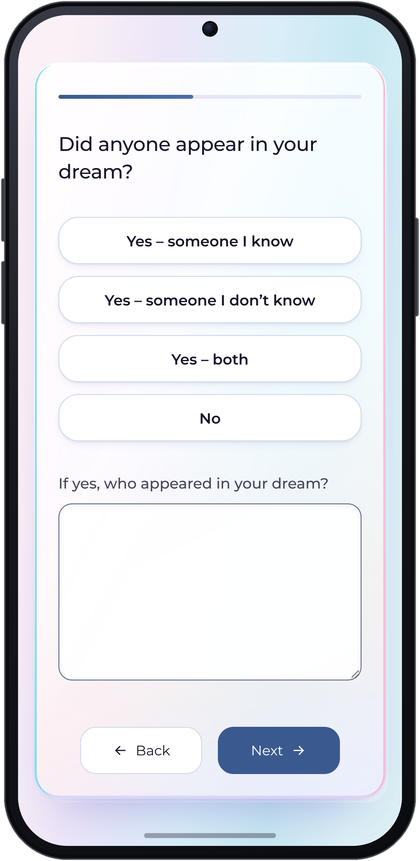 Did anyone appear in your
dream?
Yes – someone I know
Yes – someone I don’t know
Yes – both
No
If yes, who appeared in your dream?
← Back
Next →